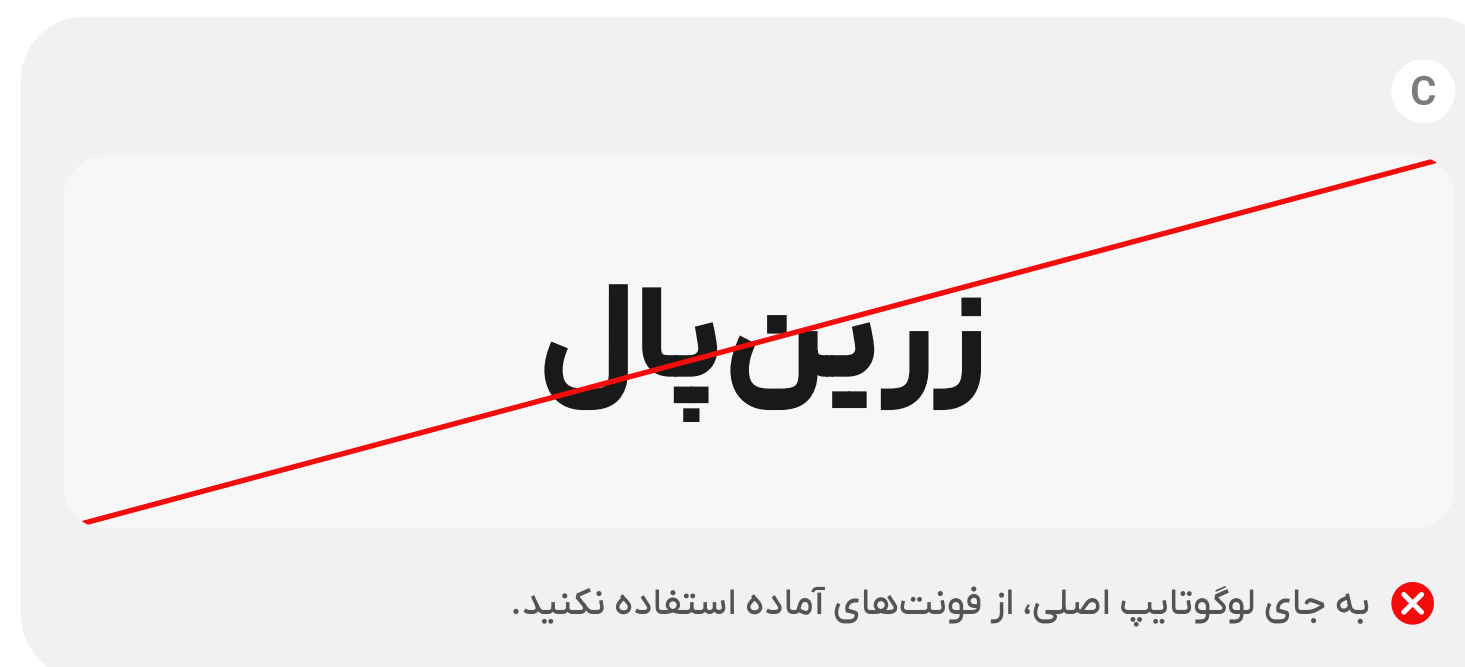 C
زرین‌پال
به جای لوگوتایپ اصلی، از فونت‌های آماده استفاده نکنید.